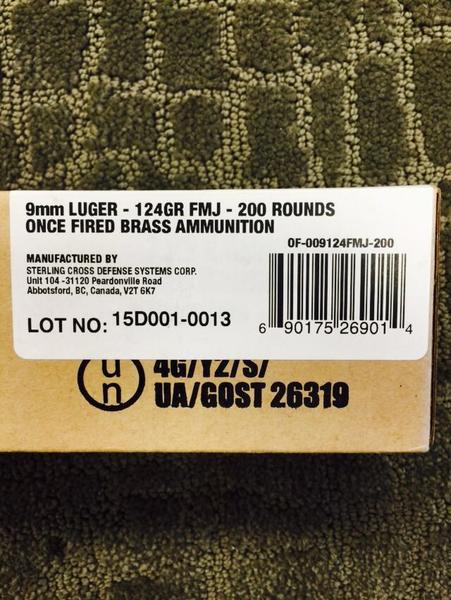 9mm LUGER - 124GR FMJ - 200 ROUNDS
ONCE FIRED BRASS AMMUNITION
OF-009124FMJ-200
MANUFACTURED BY
STERLING CROSS DEFENSE SYSTEMS CORP.
Unit 104 -31120 Peardonville Road
Abbotsford, BC, Canada, V2T 6K7
LOT NO: 15D001-0013
6 90175 26901 4
un
4G/YZ/S/
UA/GOST 26319